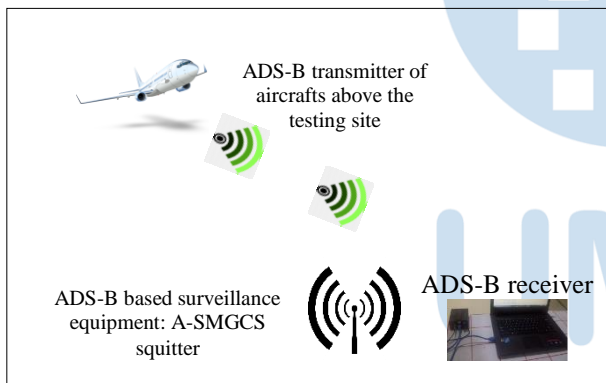 ADS-B transmitter of
aircrafts above the
testing site
ADS-B receiver
ADS-B based surveillance
equipment: A-SMGCS
squitter